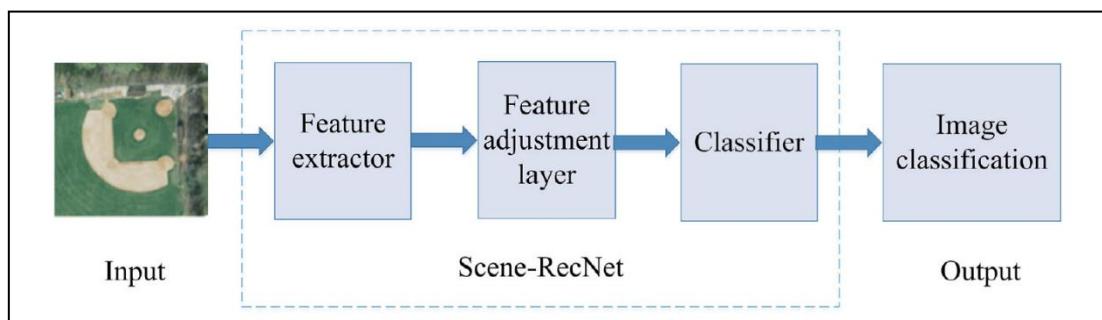 Feature
extractor
Feature
adjustment
layer
Classifier
Image
classification
Input
Scene-RecNet
Output